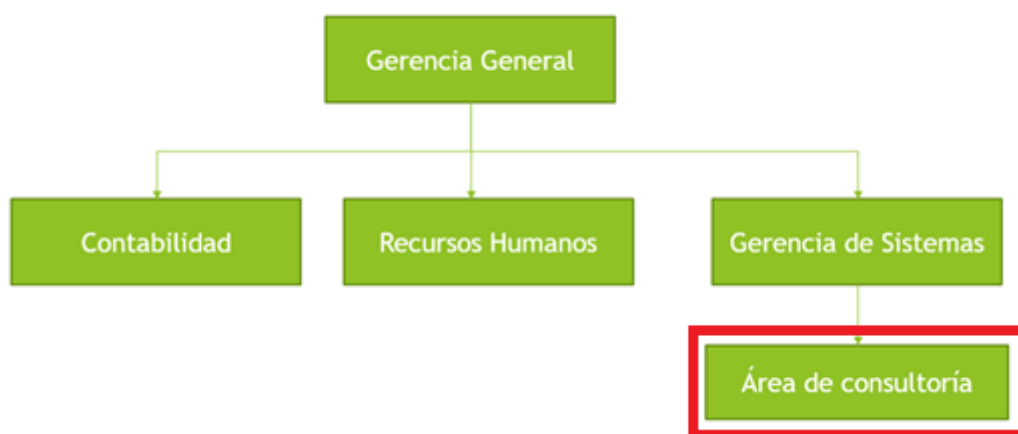 Gerencia General
Contabilidad
Recursos Humanos
Gerencia de Sistemas
Área de consultoría